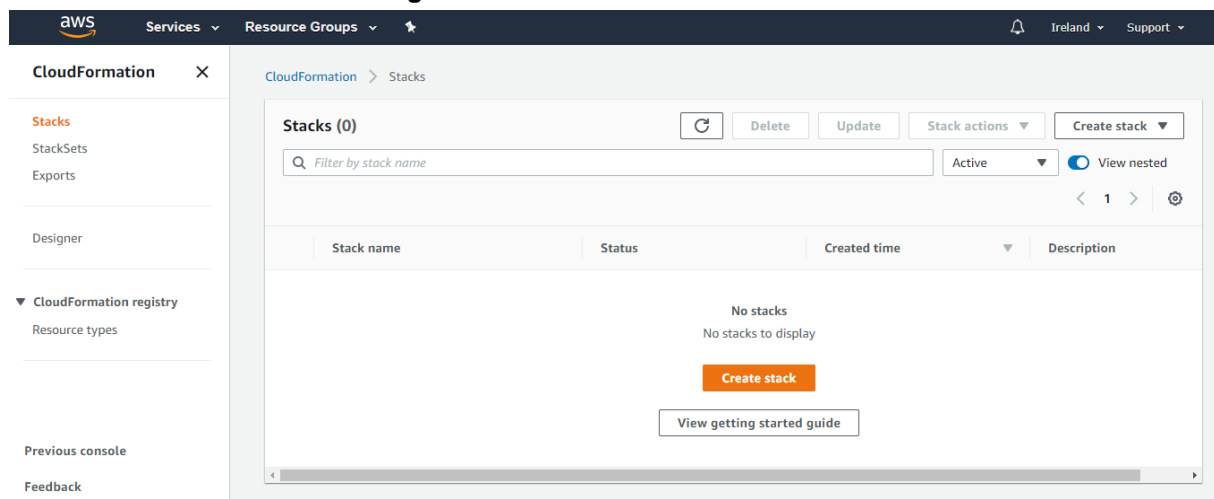 aws Services Resource Groups Ireland Support
CloudFormation
CloudFormation Stacks
Stacks
StackSets
Exports
Designer
CloudFormation registry
Resource types
Previous console
Feedback
Stacks (0) Delete Update Stack actions Create stack
Filter by stack name Active View nested
1
Stack name Status Created time Description
No stacks
No stacks to display
Create stack
View getting started guide